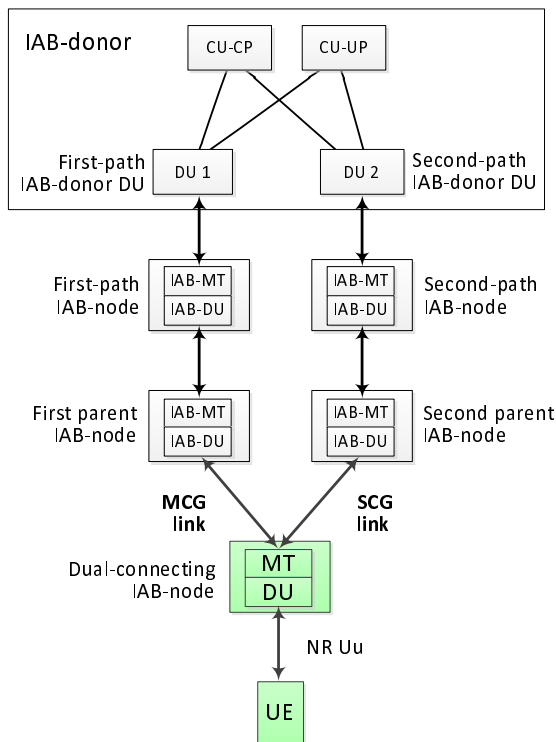 IAB-donor
CU-CP
CU-UP
First-path
IAB-donor DU
DU 1
DU 2
Second-path
IAB-donor DU
First-path
IAB-node
IAB-MT
IAB-DU
IAB-MT
IAB-DU
Second-path
IAB-node
First parent
IAB-node
IAB-MT
IAB-DU
IAB-MT
IAB-DU
Second parent
IAB-node
MCG
link
SCG
link
Dual-connecting
IAB-node
MT
DU
NR Uu
UE